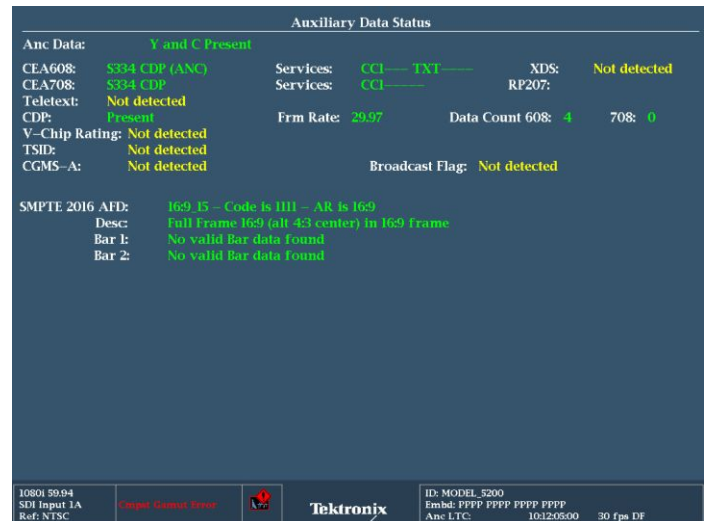 Auxiliary Data Status
Anc Data: Y and C Present
CEA608: S334 CDP (ANC) Services: CC1---- TXT----- XDS: Not detected
CEA708: S334 CDP Services: CC1------ RP207:
Teletext: Not detected
CDP: Present Frm Rate: 29.97 Data Count 608: 4 708: 0
V-Chip Rating: Not detected
TSID: Not detected
CGMS-A: Not detected Broadcast Flag: Not detected
SMPTE 2016 AFD: 16:9_15 - Code is 1111 - AR is 16:9
Desc: Full Frame 16:9 (alt 4:3 center) in 16:9 frame
Bar 1: No valid Bar data found
Bar 2: No valid Bar data found
1080i 59.94
SDI Input 1A
Ref: NTSC
Cmpst Gamut Error
Tektronix
ID: MODEL_5200
Embd: PPPP PPPP PPPP PPPP
Anc LTC: 10:12:05:00 30 fps DF